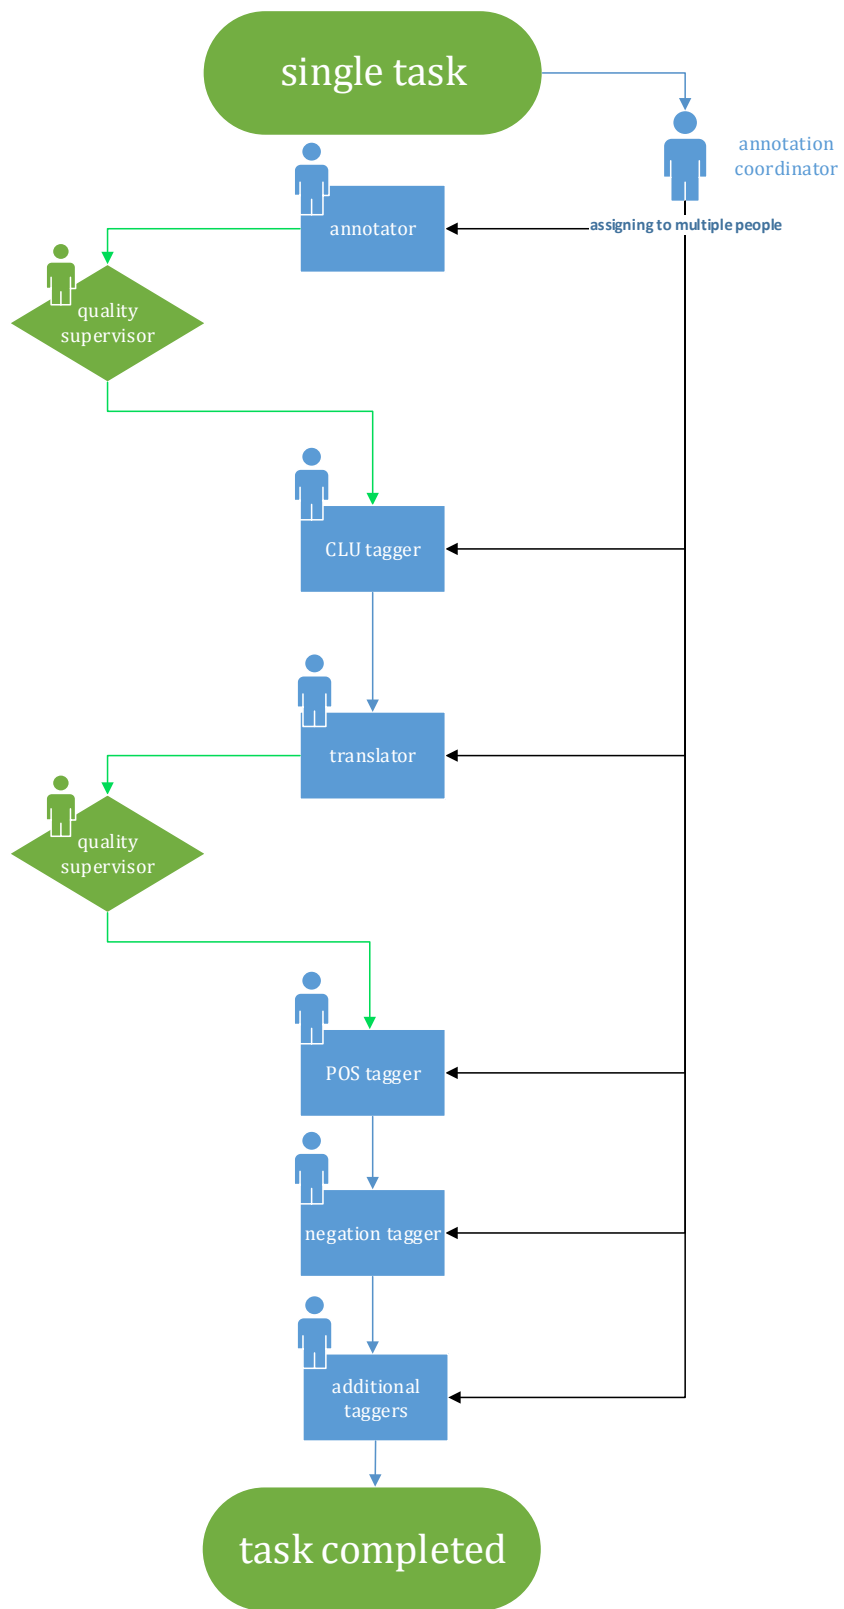 single task
annotation
coordinator
assigning to multiple people
annotator
quality
supervisor
CLU tagger
translator
quality
supervisor
POS tagger
negation tagger
additional
taggers
task completed